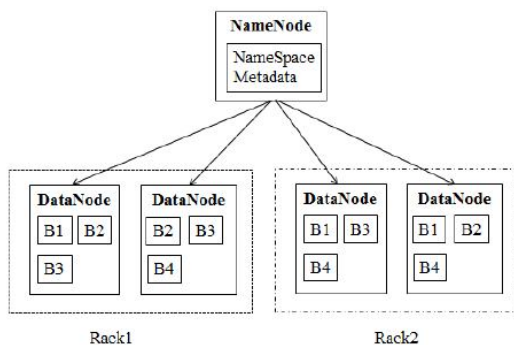 NameNode
NameSpace
Metadata
DataNode DataNode DataNode DataNode
B1 B2 B2 B3 B1 B3 B1 B2
B3 B4 B4 B4
Rack1 Rack2